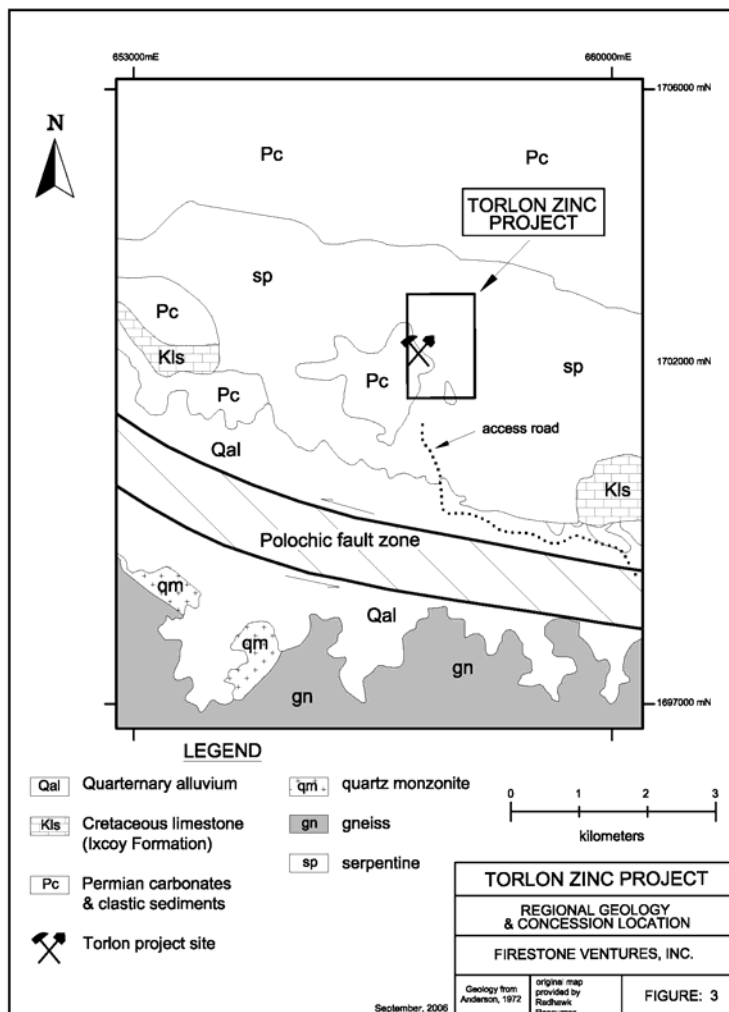 653000mE
660000mE
1706000 mN
N
Pc
Pc
TORLON ZINC
PROJECT
sp
Pc
Kls
Pc
Pc
1702000 mN
sp
access road
Qal
Kls
Polochic fault zone
qm
Qal
qm
gn
gn
1697000 mN
LEGEND
Qal Quarternary alluvium
Kls Cretaceous limestone
(Ixcoy Formation)
Pc Permian carbonates
& clastic sediments
Torlon project site
qm quartz monzonite
gn gneiss
sp serpentine
0 1 2 3
kilometers
TORLON ZINC PROJECT
REGIONAL GEOLOGY
& CONCESSION LOCATION
FIRESTONE VENTURES, INC.
September, 2006
Geology from
Anderson, 1972
original map
provided by
Redhawk
FIGURE: 3